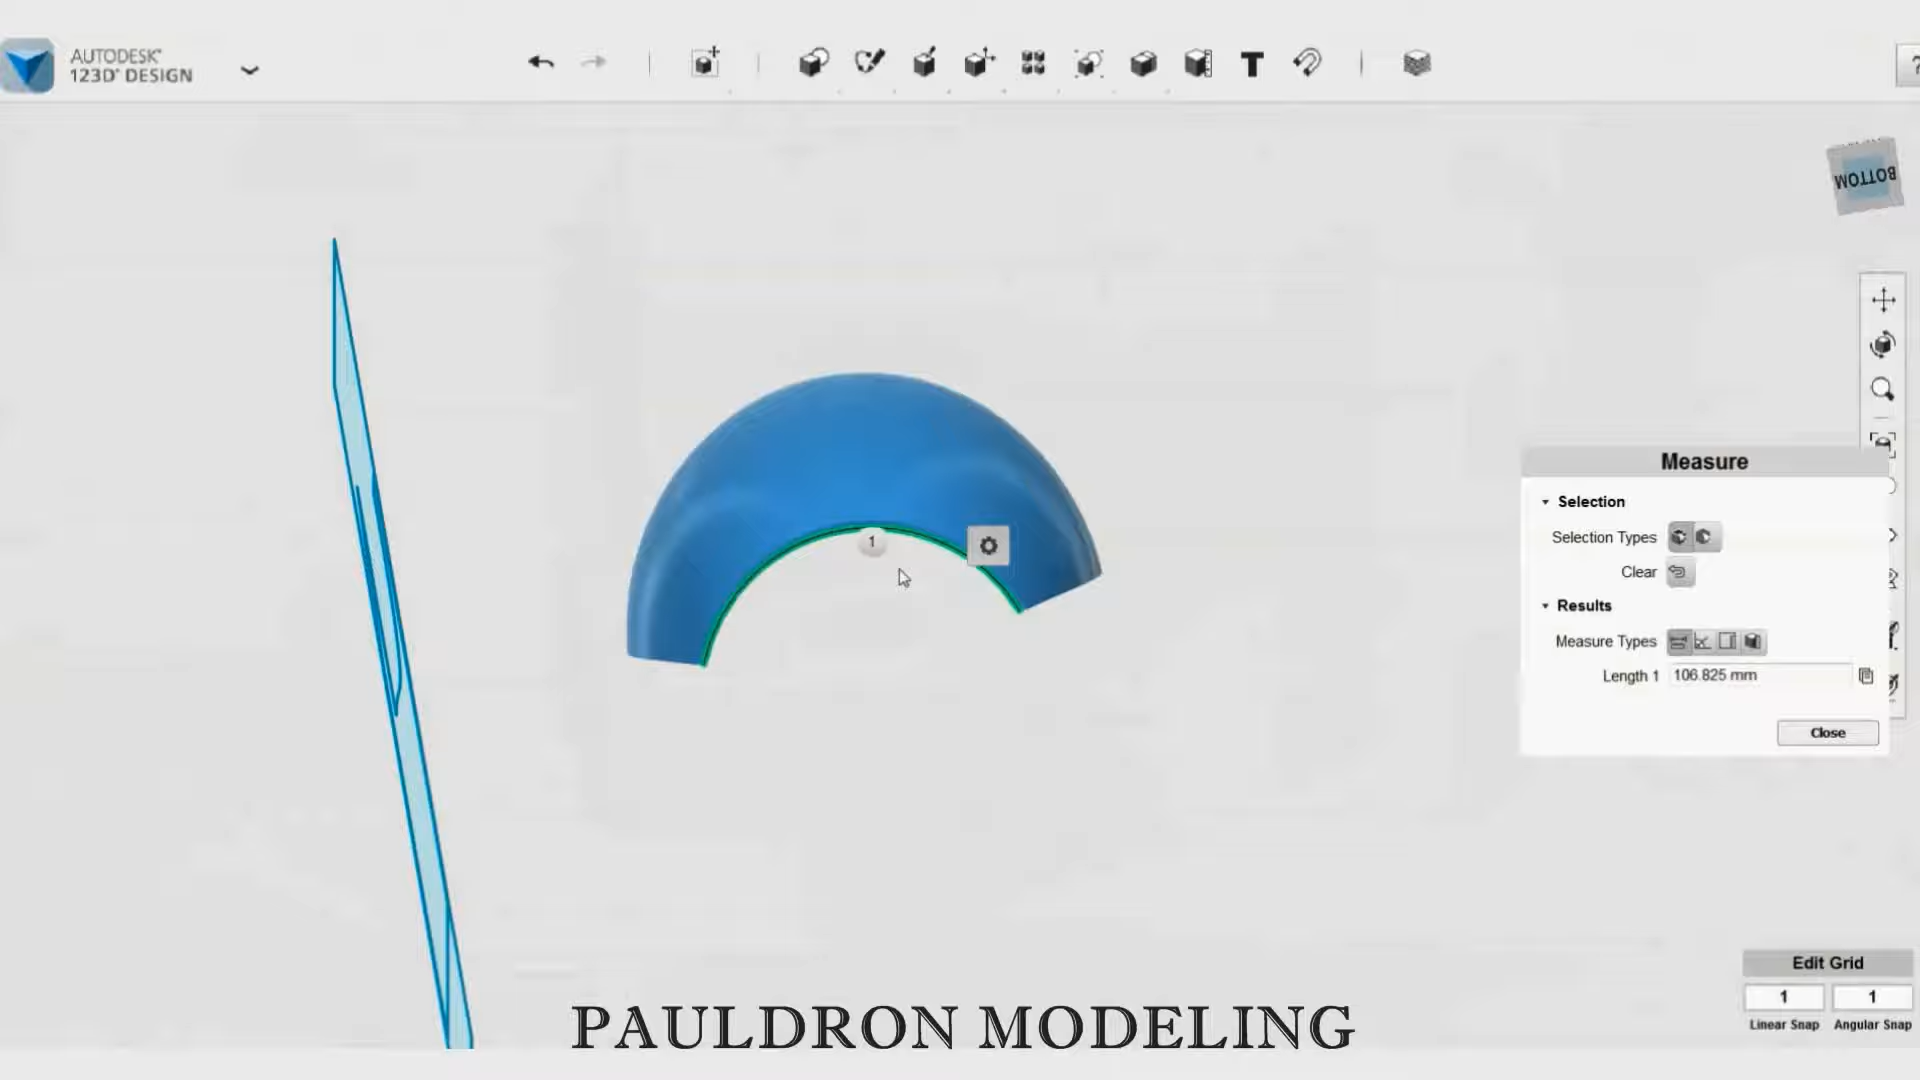 AUTODESK®
123D® DESIGN
?
BOTTOM
1
Measure
Selection
Selection Types
Clear
Results
Measure Types
Length 1 106.825 mm
Close
Edit Grid
1 1
Linear Snap Angular Snap
PAULDRON MODELING